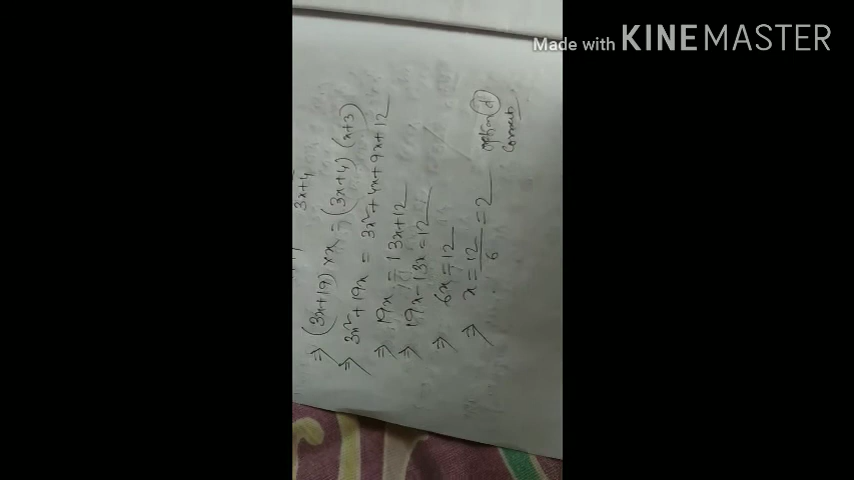 Made with KINEMASTER
3x+4
⇒ (3x+19) × x = (3x+4) (x+3)
⇒ 3x² + 19x = 3x² + 4x + 9x + 12
⇒ 19x = 13x+12
⇒ 19x - 13x = 12
⇒ 6x = 12
⇒ x = 12/6 = 2 option (d)
correct.